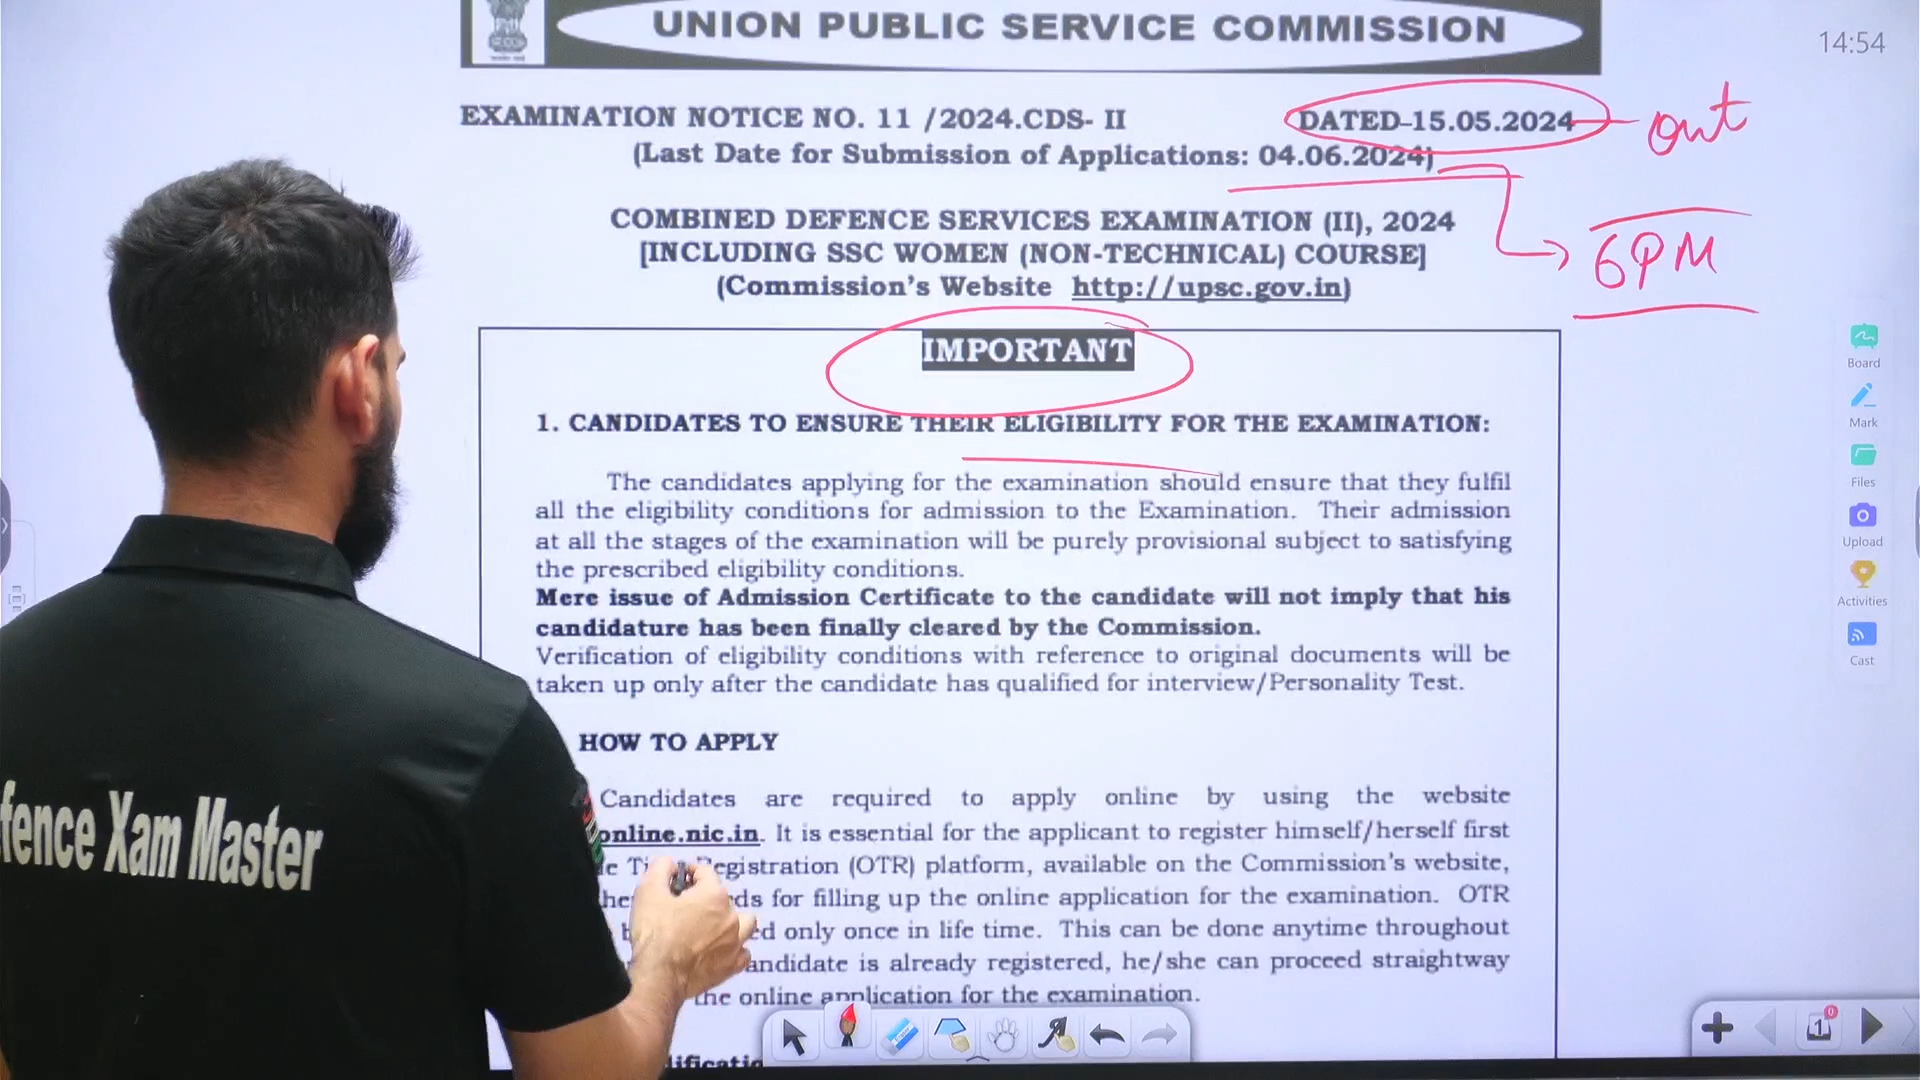 UNION PUBLIC SERVICE COMMISSION
14:54
EXAMINATION NOTICE NO. 11 /2024.CDS- II DATED-15.05.2024 out
(Last Date for Submission of Applications: 04.06.2024)
6PM
COMBINED DEFENCE SERVICES EXAMINATION (II), 2024
[INCLUDING SSC WOMEN (NON-TECHNICAL) COURSE]
(Commission's Website http://upsc.gov.in)
IMPORTANT
1. CANDIDATES TO ENSURE THEIR ELIGIBILITY FOR THE EXAMINATION:
The candidates applying for the examination should ensure that they fulfil
all the eligibility conditions for admission to the Examination. Their admission
at all the stages of the examination will be purely provisional subject to satisfying
the prescribed eligibility conditions.
Mere issue of Admission Certificate to the candidate will not imply that his
candidature has been finally cleared by the Commission.
Verification of eligibility conditions with reference to original documents will be
taken up only after the candidate has qualified for interview/Personality Test.
HOW TO APPLY
Candidates are required to apply online by using the website
online.nic.in. It is essential for the applicant to register himself/herself first
Registration (OTR) platform, available on the Commission's website,
for filling up the online application for the examination. OTR
only once in life time. This can be done anytime throughout
candidate is already registered, he/she can proceed straightway
the online application for the examination.
Board
Mark
Files
Upload
Activities
Cast
Xam Master
1
0